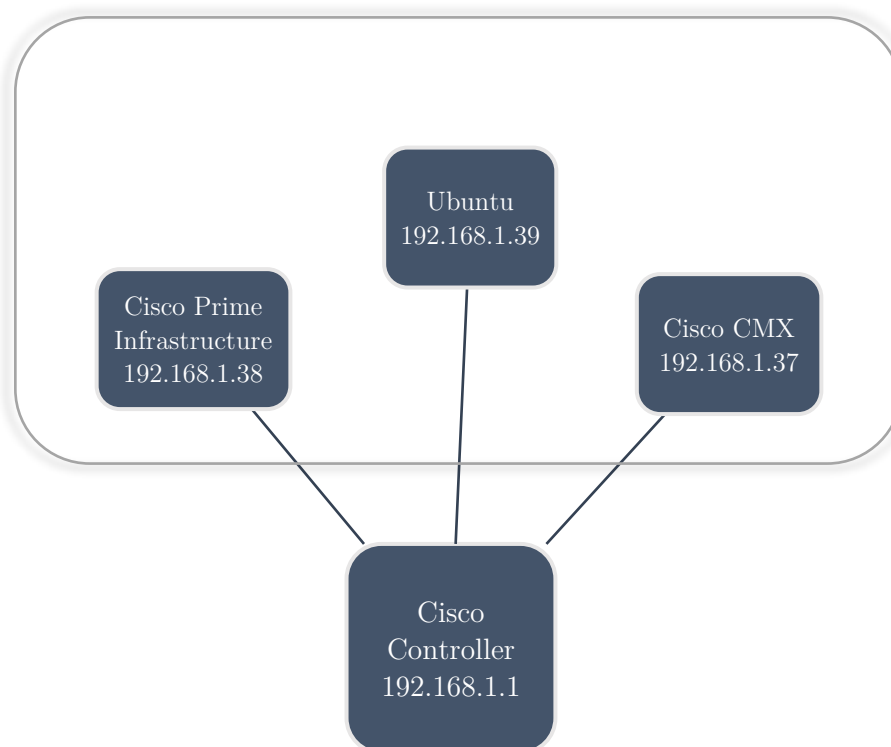 Ubuntu
192.168.1.39
Cisco Prime
Infrastructure
192.168.1.38
Cisco CMX
192.168.1.37
Cisco
Controller
192.168.1.1